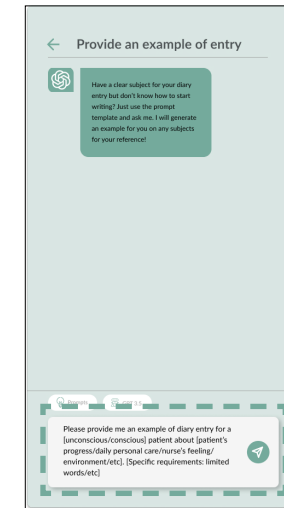 Provide an example of entry
Have a clear subject for your diary
entry but don't know how to start
writing? Just use the prompt
template and ask me. I will generate
an example for you on any subjects
for your reference!
Prompts
Please provide me an example of diary entry for a
[unconscious/conscious] patient about [patient's
progress/daily personal care/nurse's feeling/
environment/etc]. [Specific requirements: limited
words/etc]